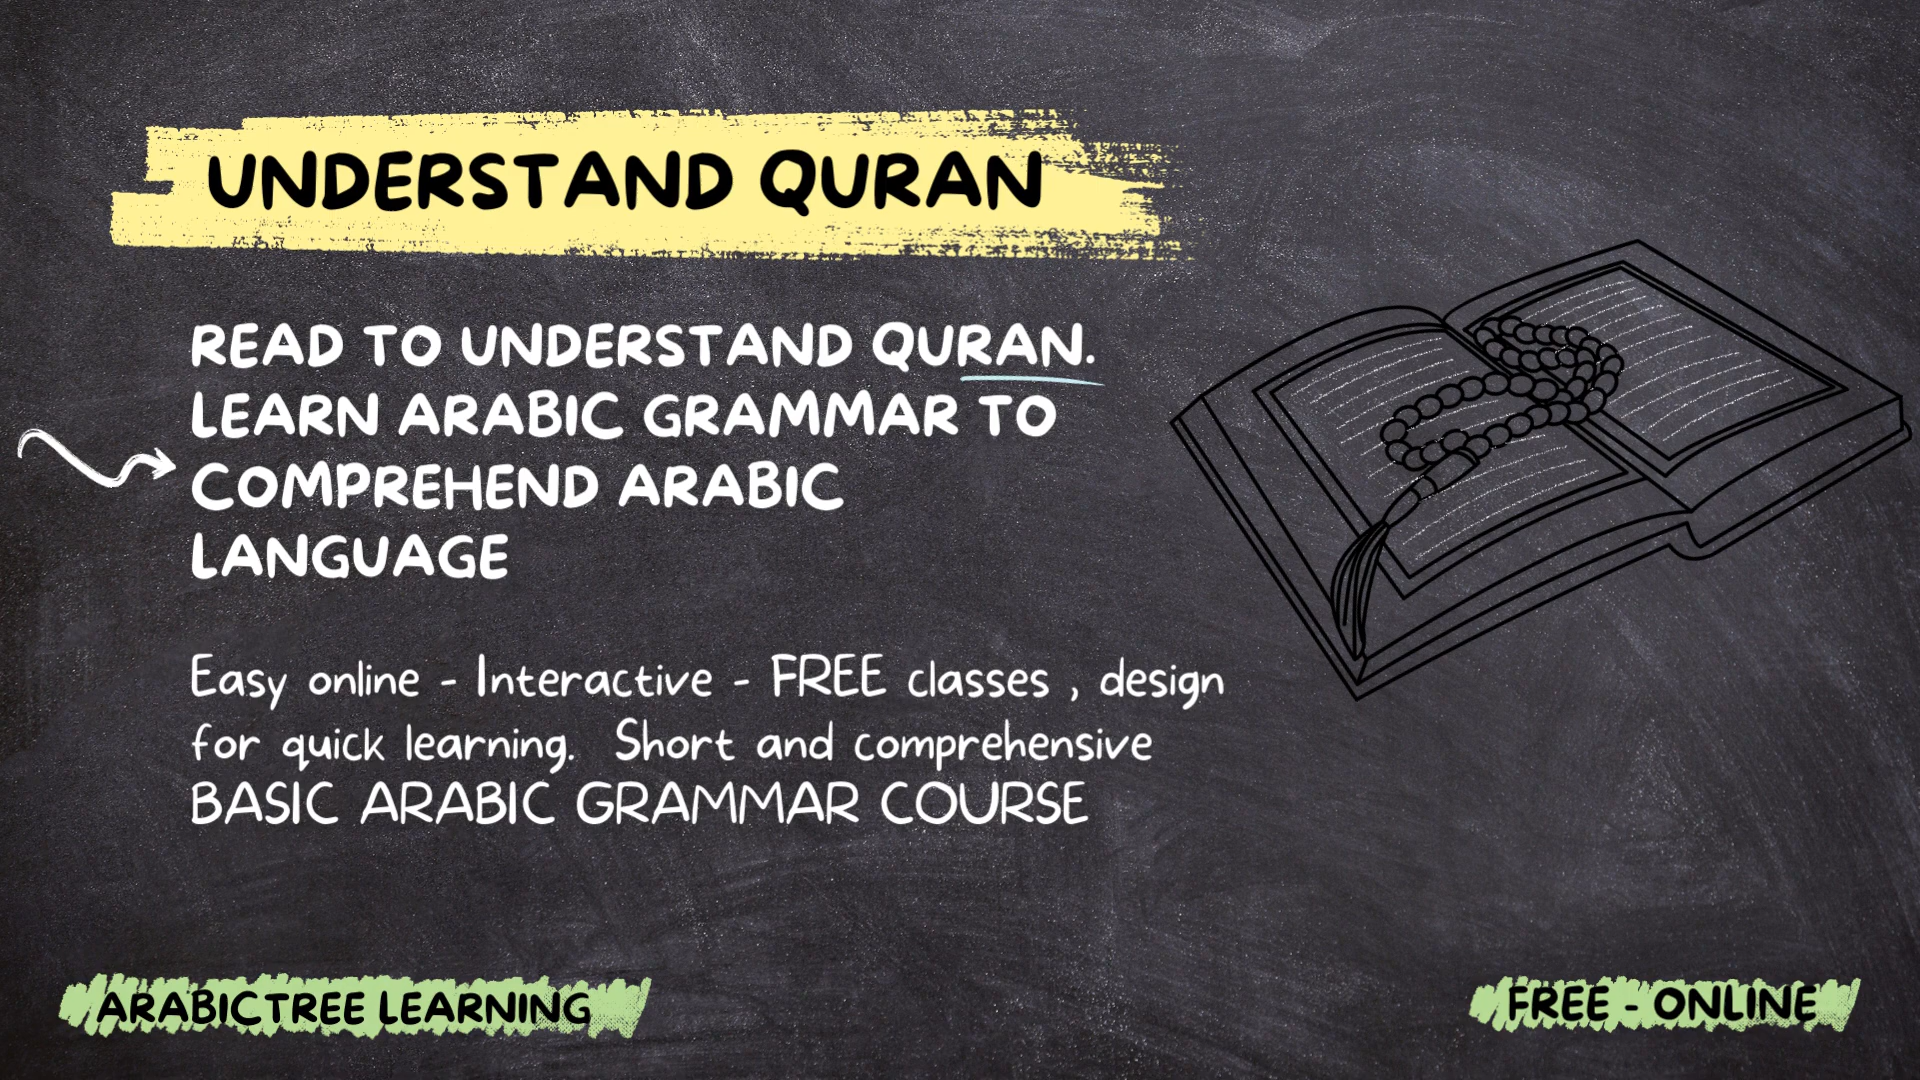 UNDERSTAND QURAN
READ TO UNDERSTAND QURAN.
LEARN ARABIC GRAMMAR TO
COMPREHEND ARABIC
LANGUAGE
Easy online - Interactive - FREE classes , design
for quick learning.  Short and comprehensive
BASIC ARABIC GRAMMAR COURSE
ARABICTREE LEARNING
FREE - ONLINE